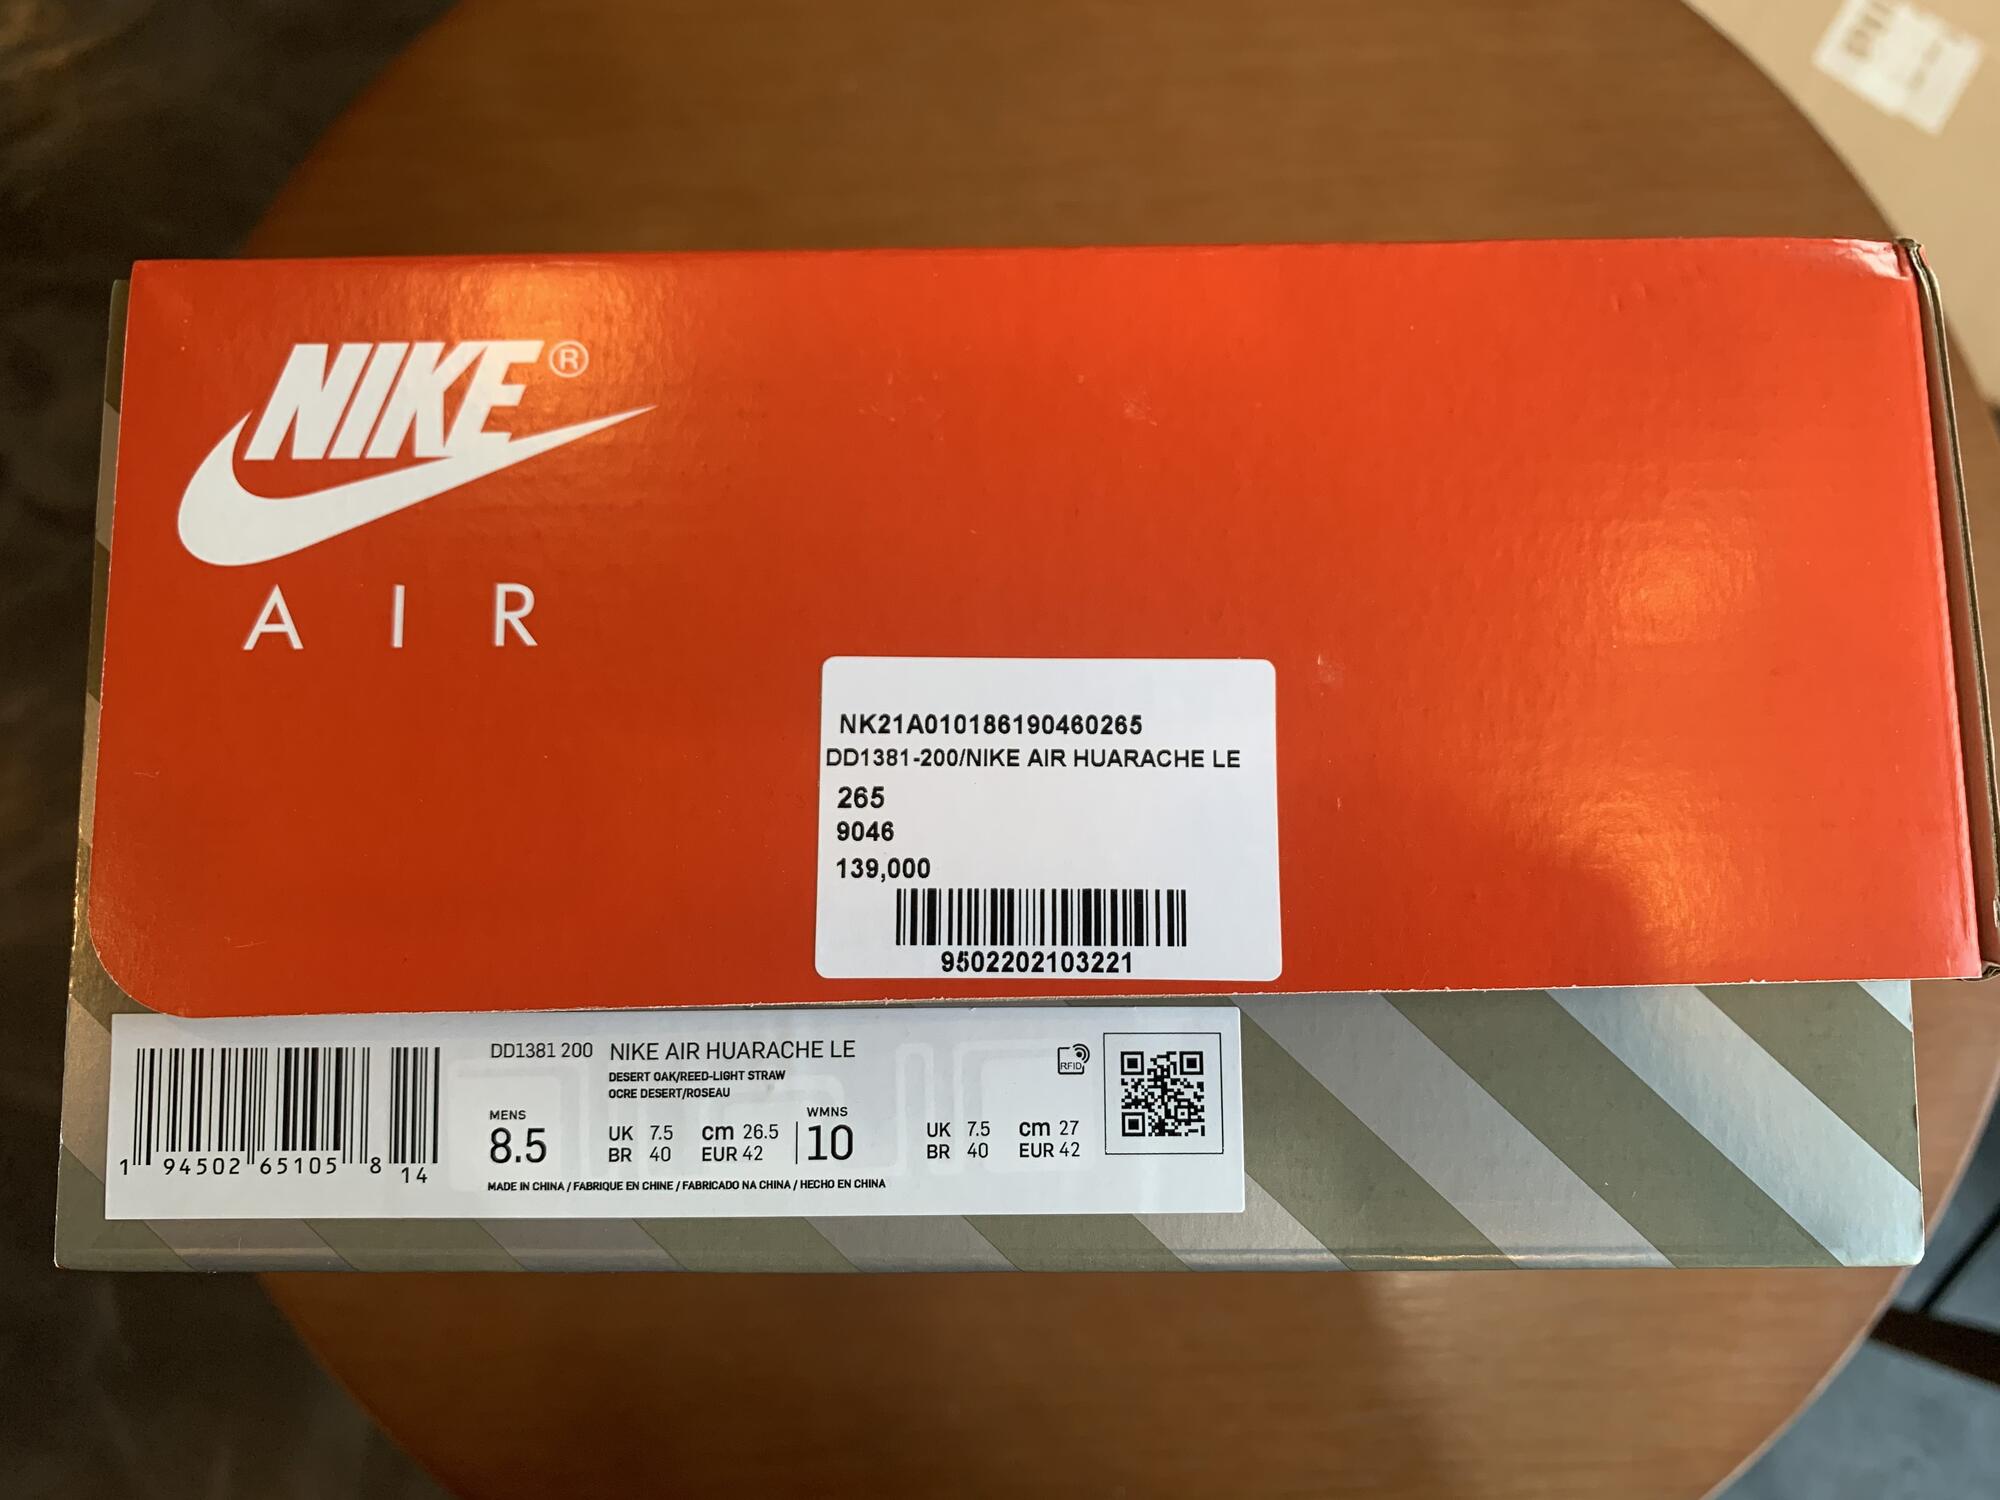 NIKE®
AIR
NK21A010186190460265
DD1381-200/NIKE AIR HUARACHE LE
265
9046
139,000
9502202103221
DD1381 200 NIKE AIR HUARACHE LE
DESERT OAK/REED-LIGHT STRAW
OCRE DESERT/ROSEAU
RFID
MENS
8.5
UK 7.5 cm 26.5
BR 40 EUR 42
WMNS
10
UK 7.5 cm 27
BR 40 EUR 42
1 94502 65105 8 14
MADE IN CHINA / FABRIQUE EN CHINE / FABRICADO NA CHINA / HECHO EN CHINA